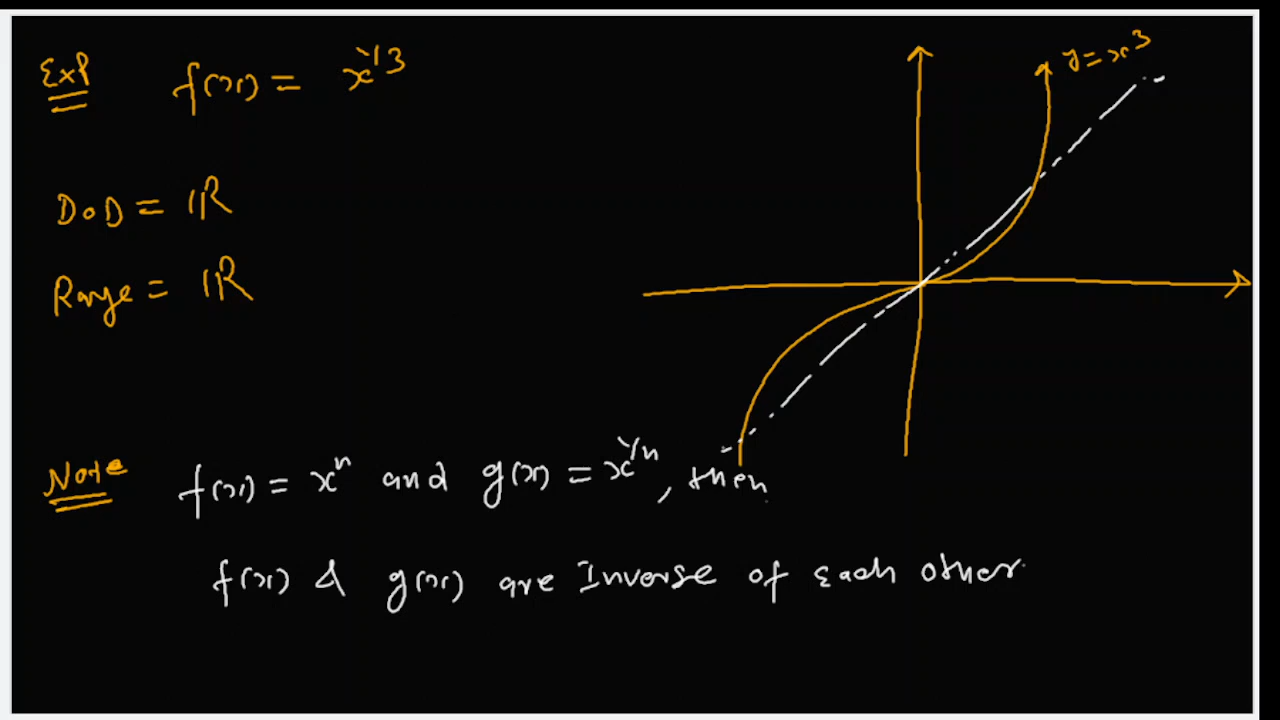 Exp f(x) = x^1/3
y = x^3
DoD = ℝ
Range = ℝ
Note f(x) = x^n and g(x) = x^1/n, then
f(x) & g(x) are Inverse of each other